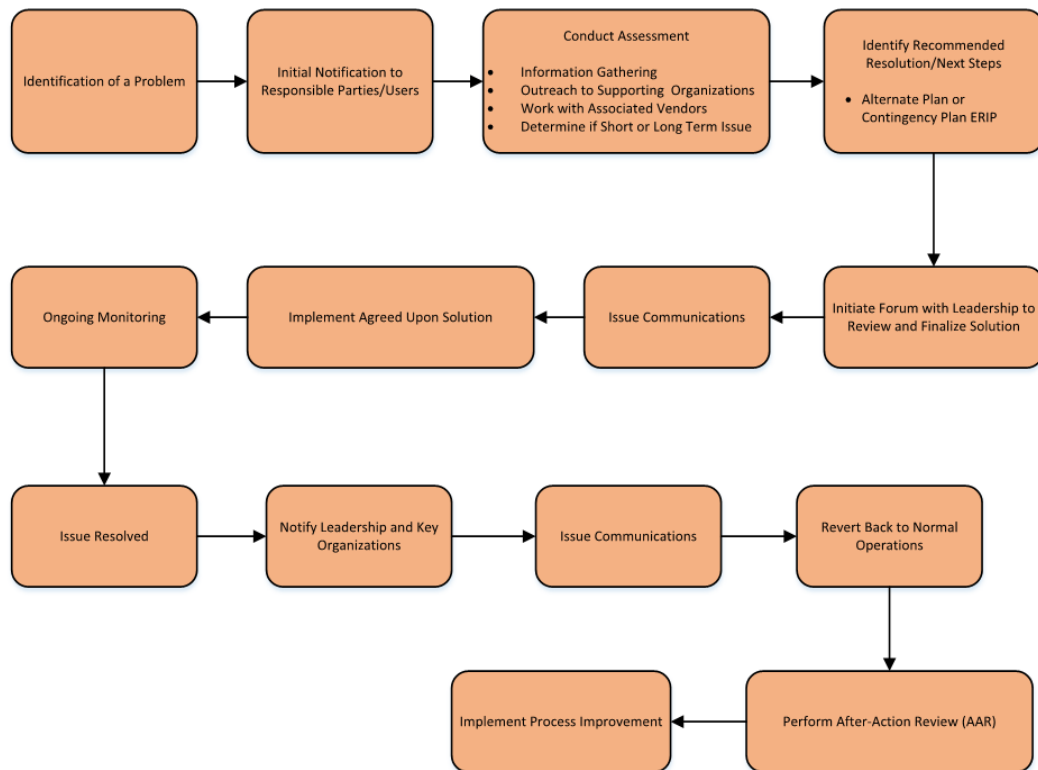 Identification of a Problem
Initial Notification to
Responsible Parties/Users
Conduct Assessment
• Information Gathering
• Outreach to Supporting Organizations
• Work with Associated Vendors
• Determine if Short or Long Term Issue
Identify Recommended
Resolution/Next Steps
• Alternate Plan or
Contingency Plan ERIP
Initiate Forum with Leadership to
Review and Finalize Solution
Issue Communications
Implement Agreed Upon Solution
Ongoing Monitoring
Issue Resolved
Notify Leadership and Key
Organizations
Issue Communications
Revert Back to Normal
Operations
Perform After-Action Review (AAR)
Implement Process Improvement